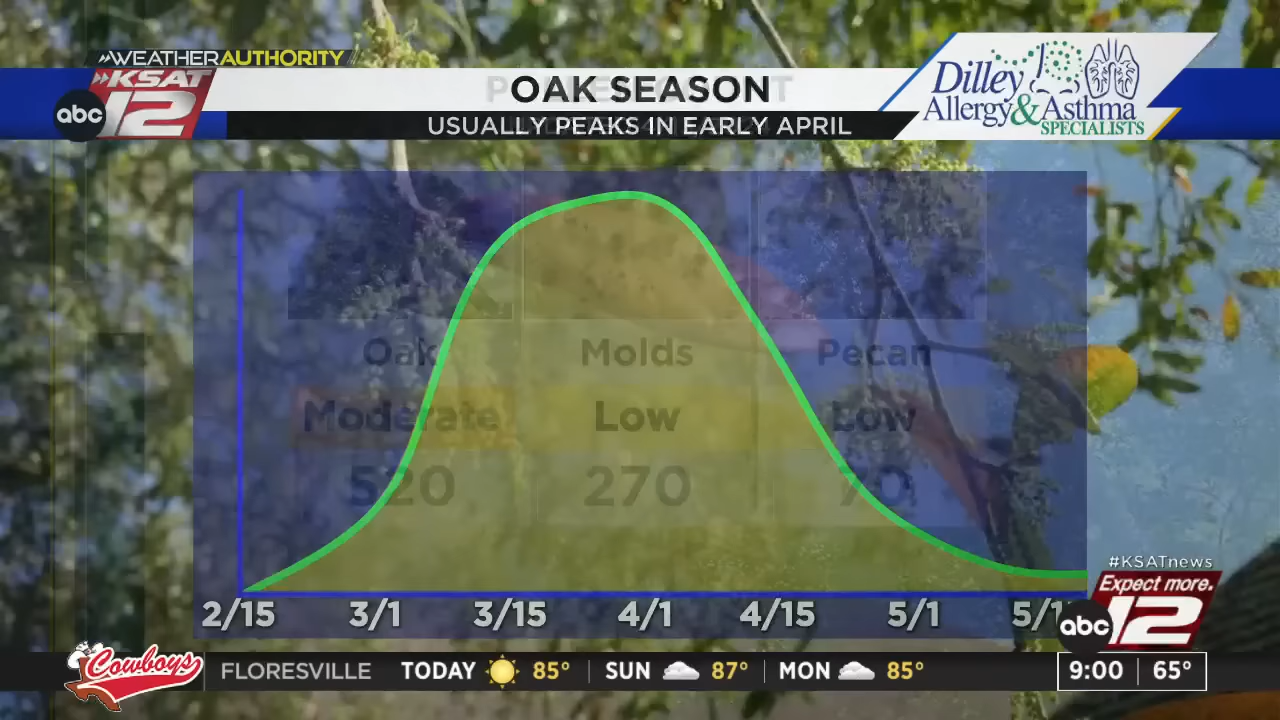 WEATHERAUTHORITY
KSAT
abc 12
OAK SEASON
USUALLY PEAKS IN EARLY APRIL
Dilley
Allergy & Asthma
SPECIALISTS
Oak Molds Pecan
Moderate Low Low
520 270 70
2/15 3/1 3/15 4/1 4/15 5/1
#KSATnews
Expect more.
abc 12
Cowboys
FLORESVILLE TODAY 85° SUN 87° MON 85°
9:00 65°